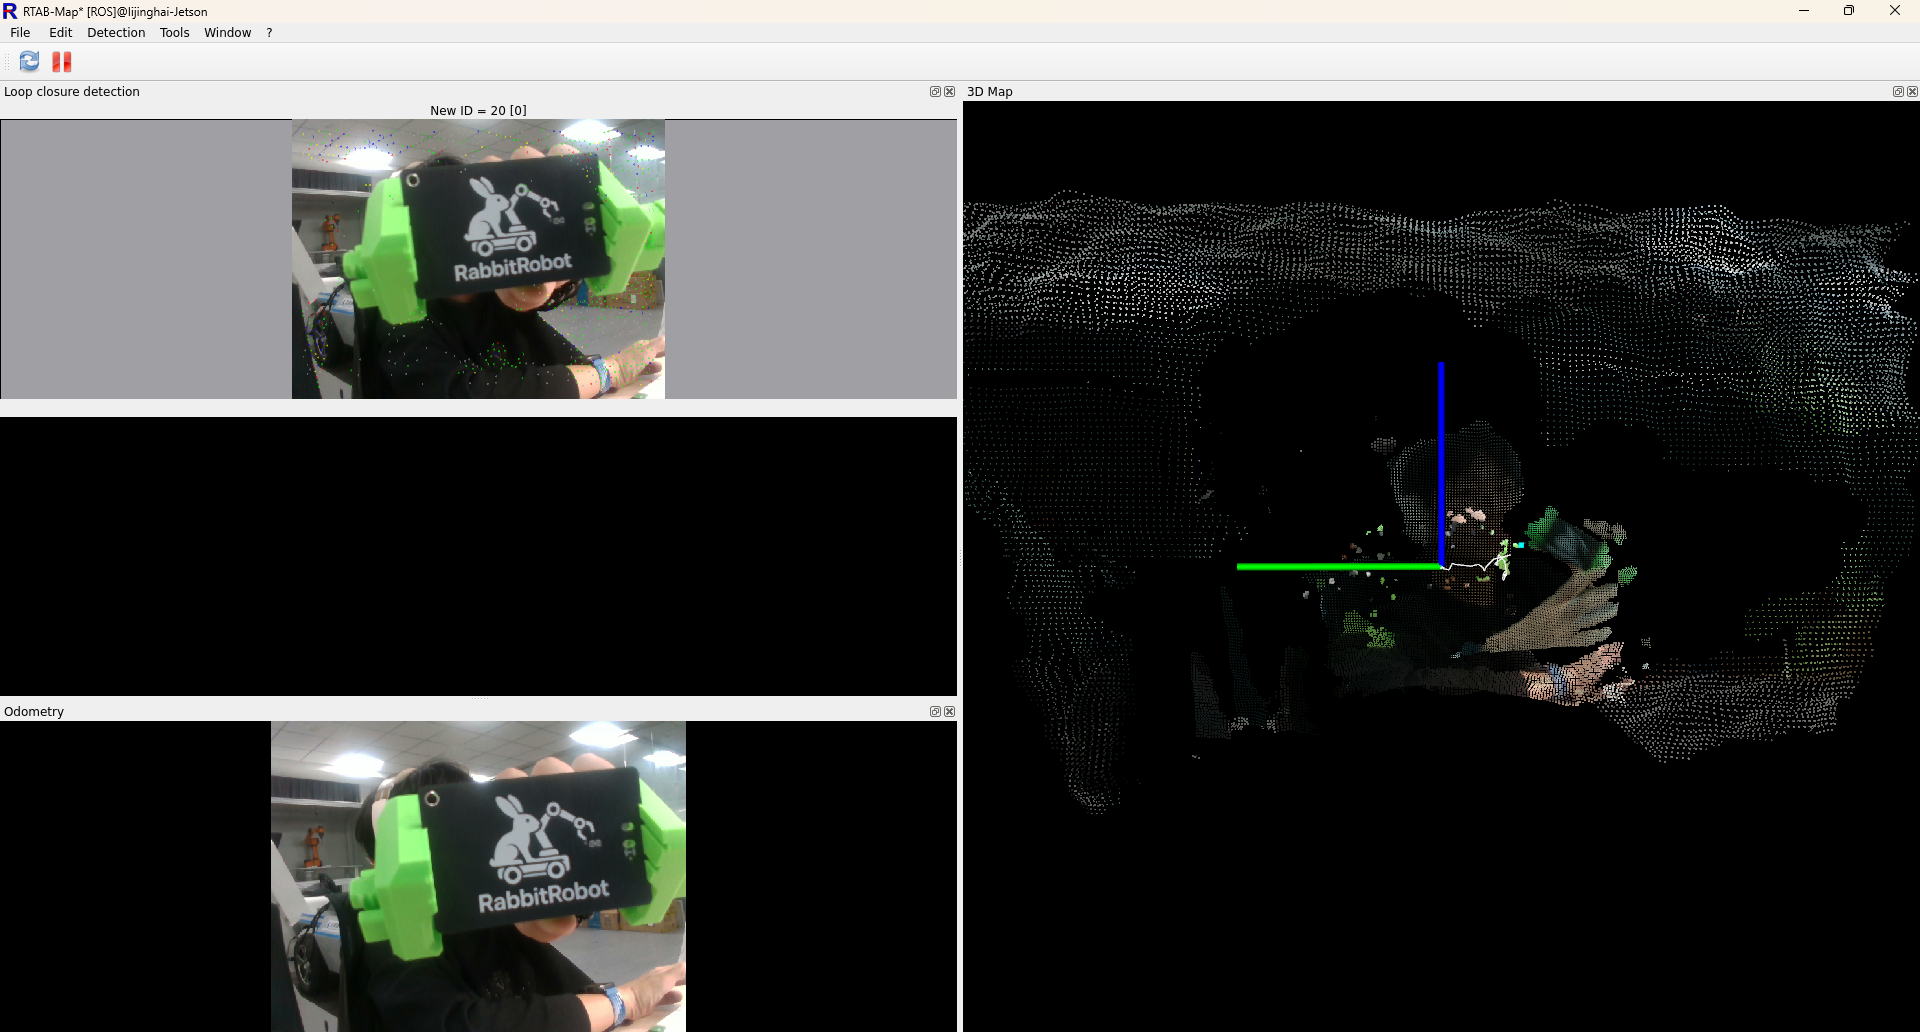 RTAB-Map* [ROS]@lijinghai-Jetson
File Edit Detection Tools Window ?
Loop closure detection
New ID = 20 [0]
RabbitRobot
Odometry
RabbitRobot
3D Map